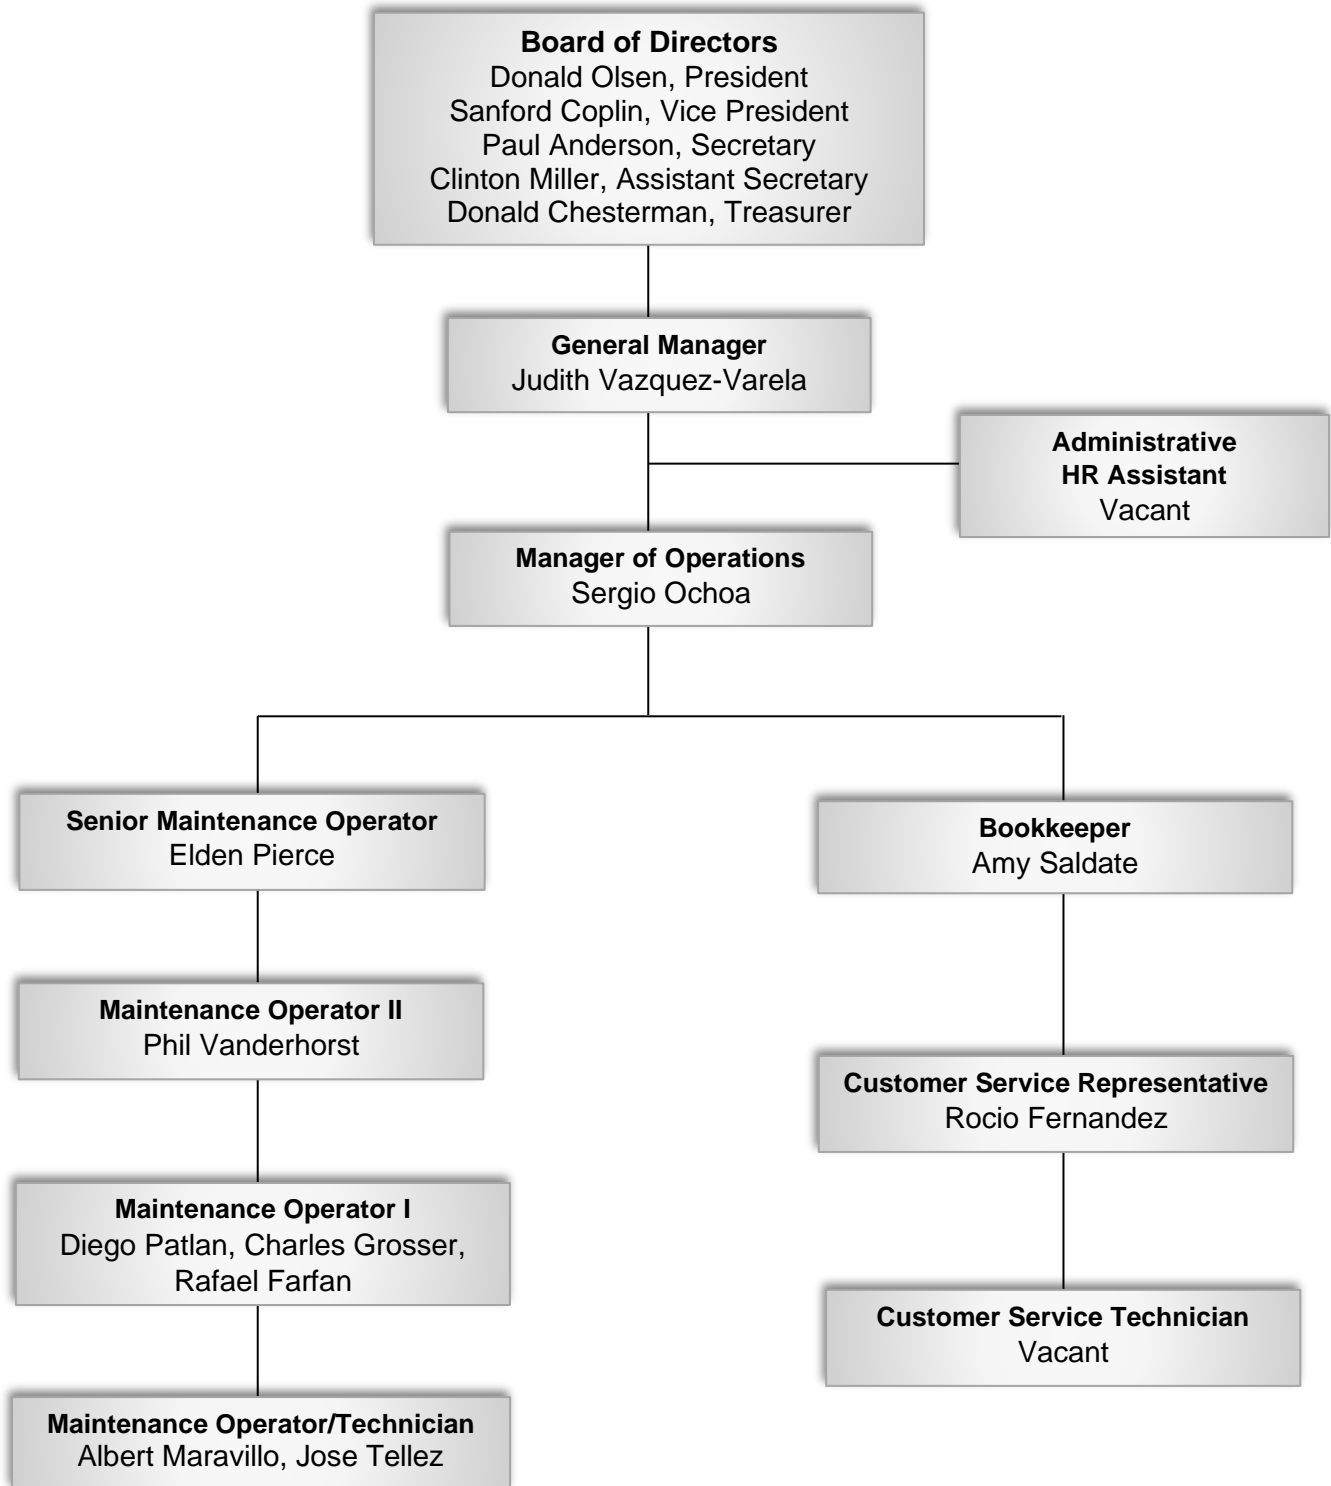 Board of Directors
Donald Olsen, President
Sanford Coplin, Vice President
Paul Anderson, Secretary
Clinton Miller, Assistant Secretary
Donald Chesterman, Treasurer
General Manager
Judith Vazquez-Varela
Administrative
HR Assistant
Vacant
Manager of Operations
Sergio Ochoa
Senior Maintenance Operator
Elden Pierce
Bookkeeper
Amy Saldate
Maintenance Operator II
Phil Vanderhorst
Customer Service Representative
Rocio Fernandez
Maintenance Operator I
Diego Patlan, Charles Grosser,
Rafael Farfan
Customer Service Technician
Vacant
Maintenance Operator/Technician
Albert Maravillo, Jose Tellez